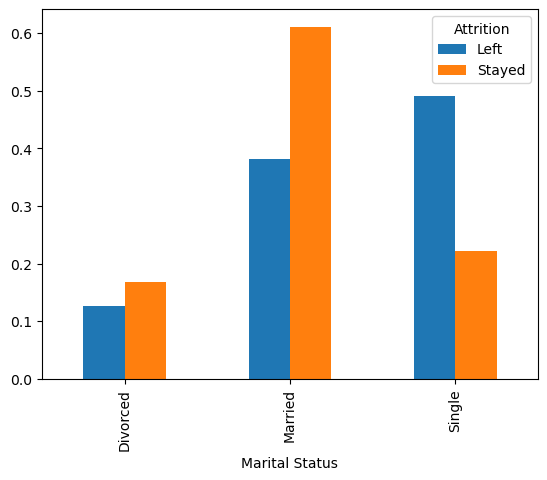 Attrition
Left
Stayed
0.6
0.5
0.4
0.3
0.2
0.1
0.0
Divorced
Married
Single
Marital Status